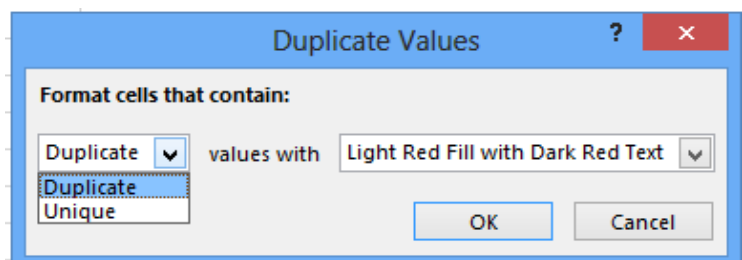 Duplicate Values ?
Format cells that contain:
Duplicate values with Light Red Fill with Dark Red Text
Duplicate
Unique
OK Cancel